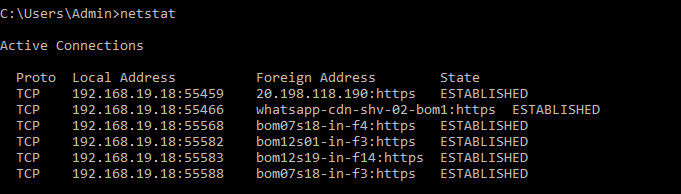 C:\Users\Admin>netstat
Active Connections
Proto  Local Address          Foreign Address        State
TCP    192.168.19.18:55459    20.198.118.190:https   ESTABLISHED
TCP    192.168.19.18:55466    whatsapp-cdn-shv-02-bom1:https  ESTABLISHED
TCP    192.168.19.18:55568    bom07s18-in-f4:https   ESTABLISHED
TCP    192.168.19.18:55582    bom12s01-in-f3:https   ESTABLISHED
TCP    192.168.19.18:55583    bom12s19-in-f14:https  ESTABLISHED
TCP    192.168.19.18:55588    bom07s18-in-f3:https   ESTABLISHED